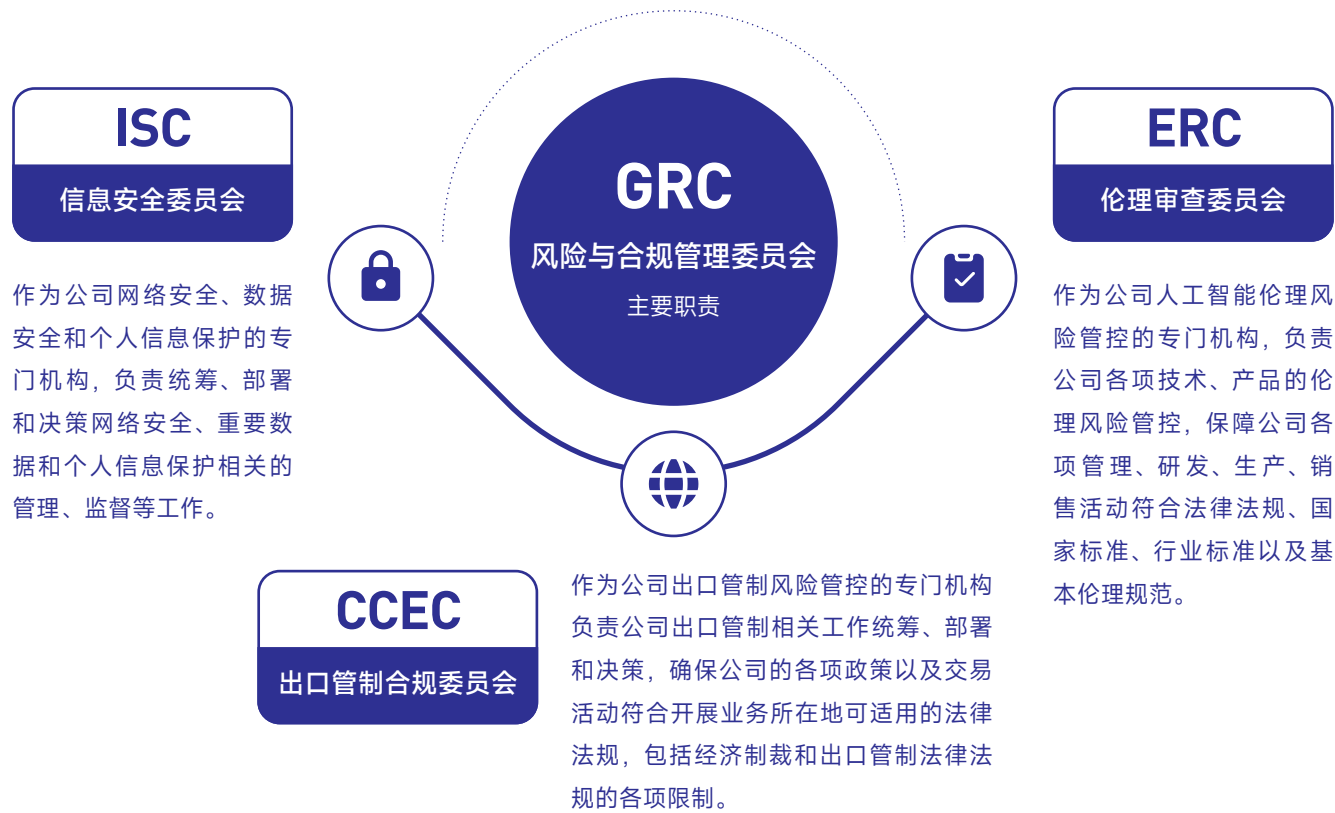 ISC
信息安全委员会
作为公司网络安全、数据
安全和个人信息保护的专
门机构，负责统筹、部署
和决策网络安全、重要数
据和个人信息保护相关的
管理、监督等工作。
GRC
风险与合规管理委员会
主要职责
ERC
伦理审查委员会
作为公司人工智能伦理风
险管控的专门机构，负责
公司各项技术、产品的伦
理风险管控，保障公司各
项管理、研发、生产、销
售活动符合法律法规、国
家标准、行业标准以及基
本伦理规范。
CCEC
出口管制合规委员会
作为公司出口管制风险管控的专门机构
负责公司出口管制相关工作统筹、部署
和决策，确保公司的各项政策以及交易
活动符合开展业务所在地可适用的法律
法规，包括经济制裁和出口管制法律法
规的各项限制。